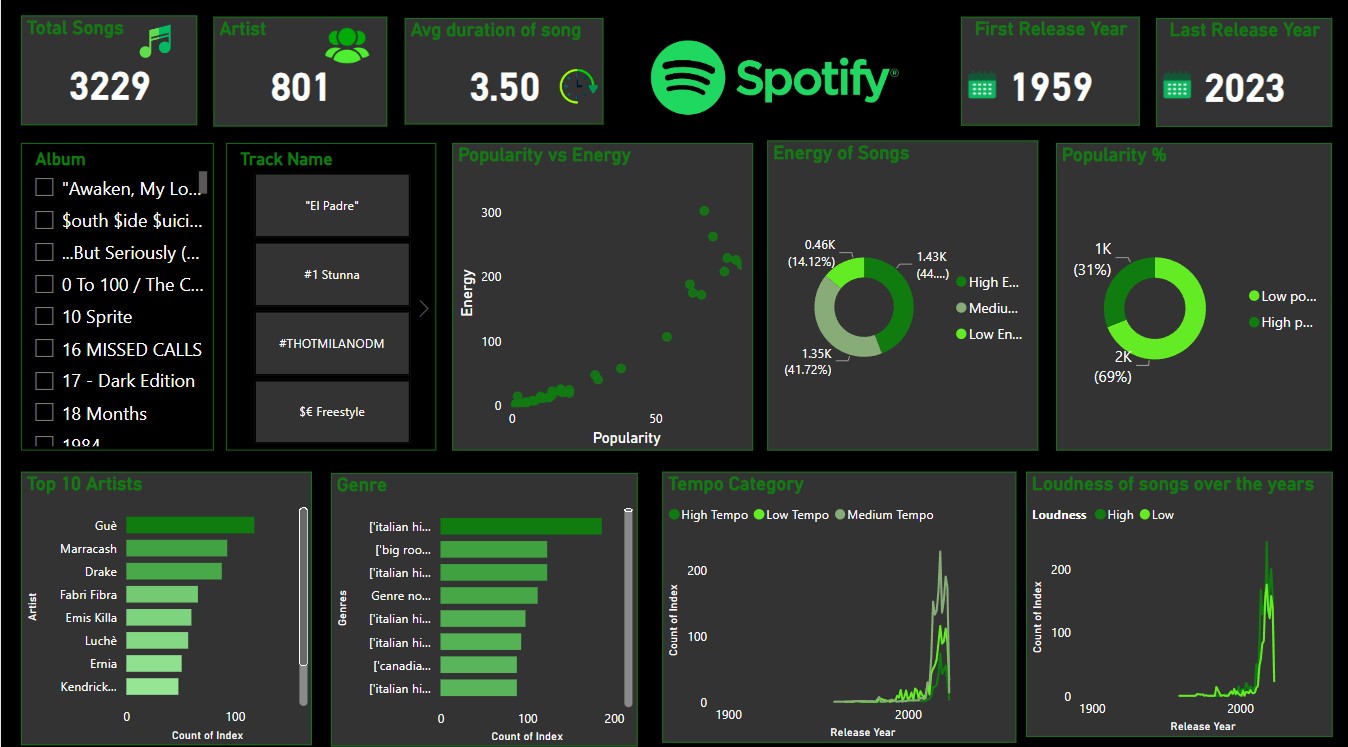 Total Songs
3229
Artist
801
Avg duration of song
3.50
Spotify®
First Release Year
1959
Last Release Year
2023
Album
"Awaken, My Lo...
$outh $ide $uici...
...But Seriously (...
0 To 100 / The C...
10 Sprite
16 MISSED CALLS
17 - Dark Edition
18 Months
1984
Track Name
"El Padre"
#1 Stunna
#THOTMILANODM
$€ Freestyle
Popularity vs Energy
Energy
300
200
100
0
0 50
Popularity
Energy of Songs
0.46K
(14.12%)
1.43K
(44....)
1.35K
(41.72%)
High E...
Mediu...
Low En...
Popularity %
1K
(31%)
2K
(69%)
Low po...
High p...
Top 10 Artists
Artist
Guè
Marracash
Drake
Fabri Fibra
Emis Killa
Luchè
Ernia
Kendrick...
0 100
Count of Index
Genre
Genres
['italian hi...
['big roo...
['italian hi...
Genre no...
['italian hi...
['italian hi...
['canadia...
['italian hi...
0 100 200
Count of Index
Tempo Category
High Tempo Low Tempo Medium Tempo
Count of Index
200
100
0
1900 2000
Release Year
Loudness of songs over the years
Loudness High Low
Count of Index
200
100
0
1900 2000
Release Year